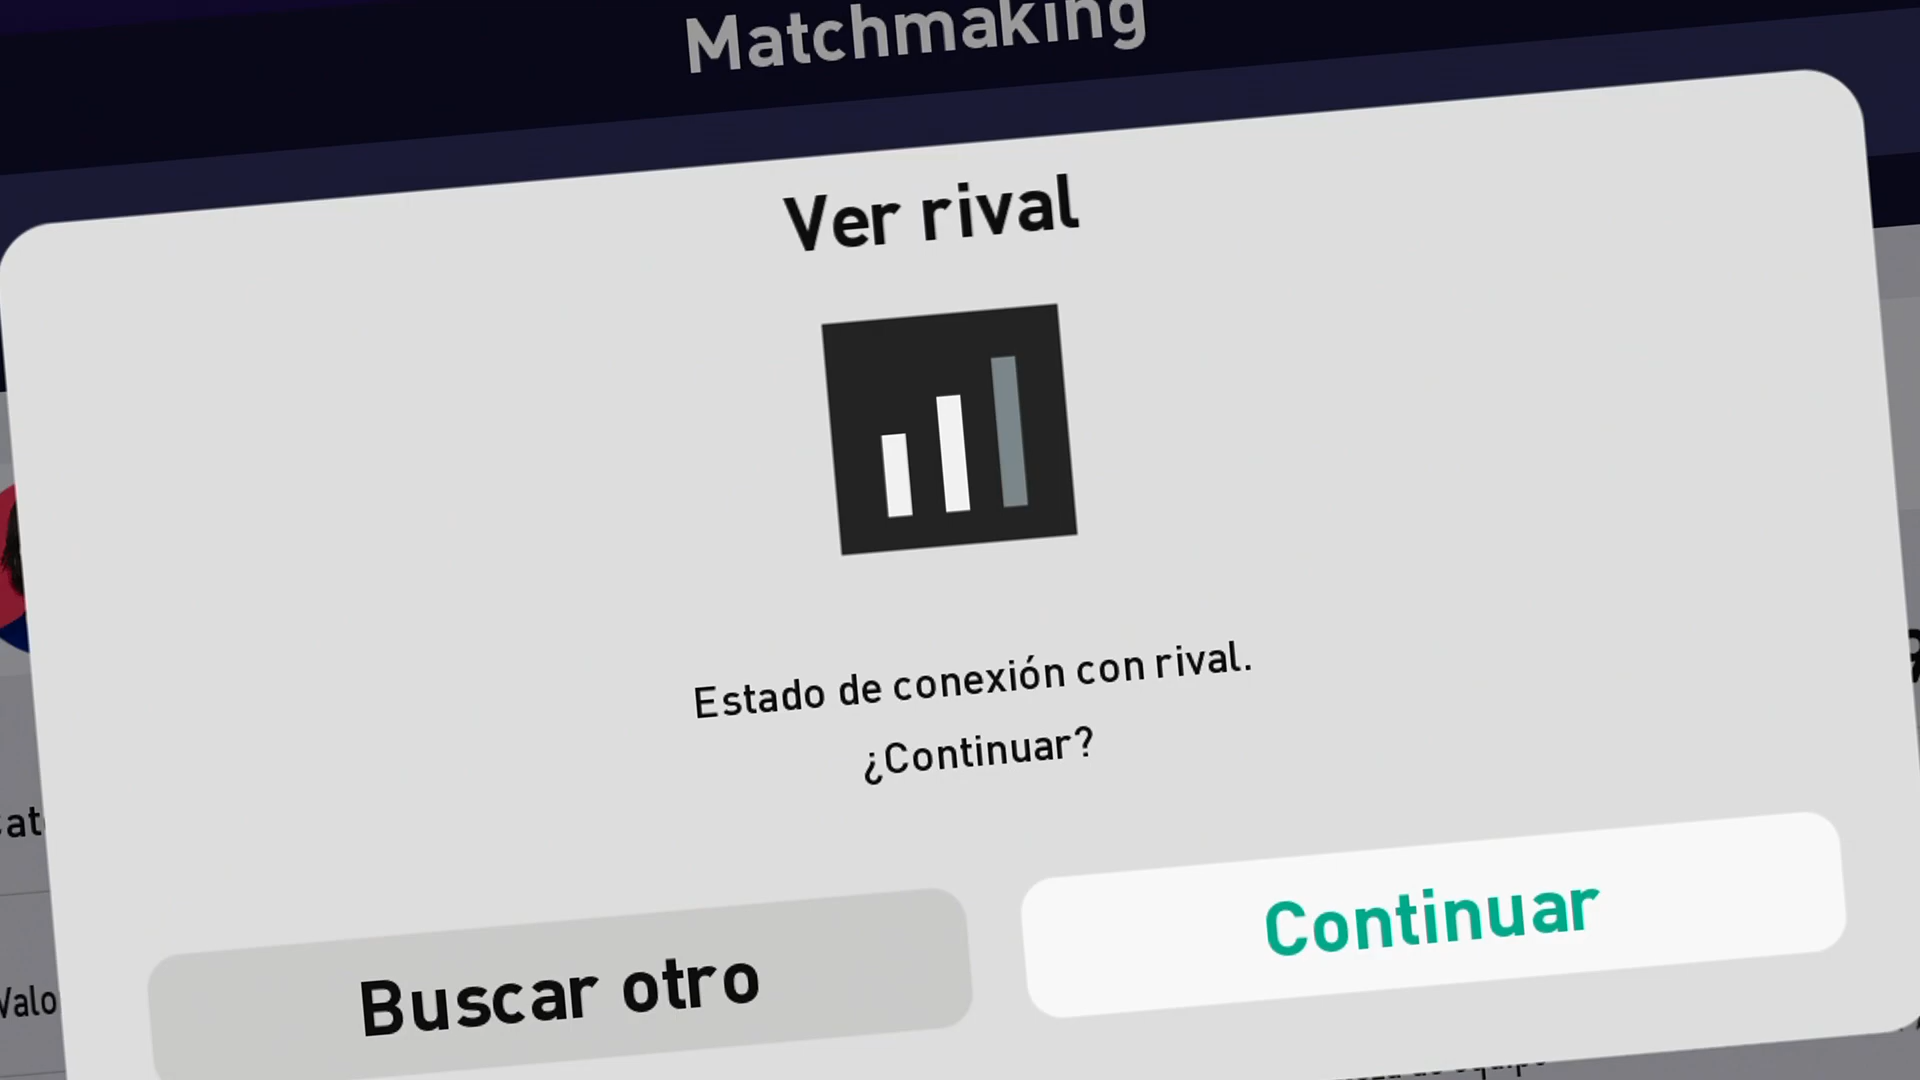 Matchmaking
Ver rival
Estado de conexión con rival.
¿Continuar?
Continuar
Buscar otro